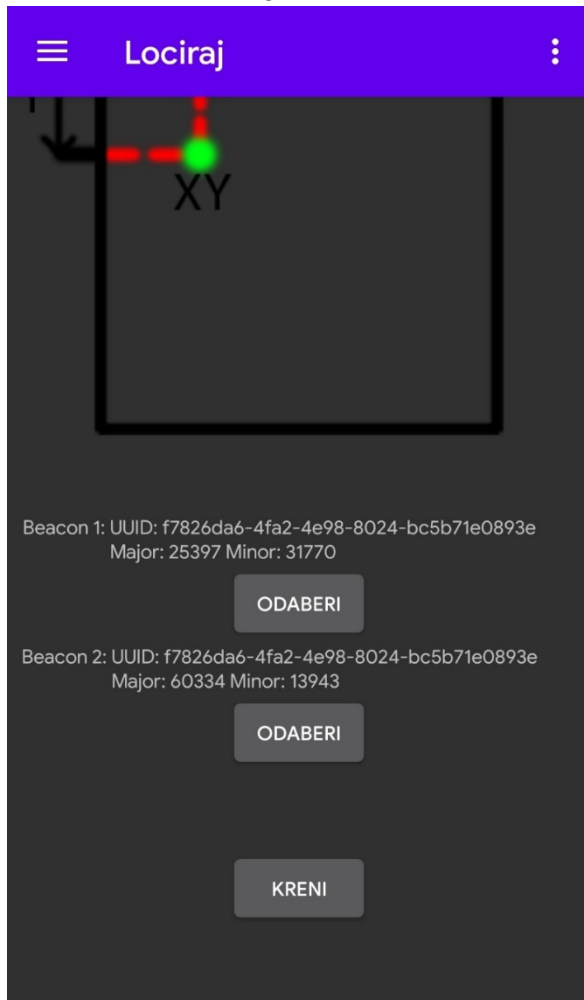 Lociraj
XY
Beacon 1: UUID: f7826da6-4fa2-4e98-8024-bc5b71e0893e
Major: 25397 Minor: 31770
ODABERI
Beacon 2: UUID: f7826da6-4fa2-4e98-8024-bc5b71e0893e
Major: 60334 Minor: 13943
ODABERI
KRENI